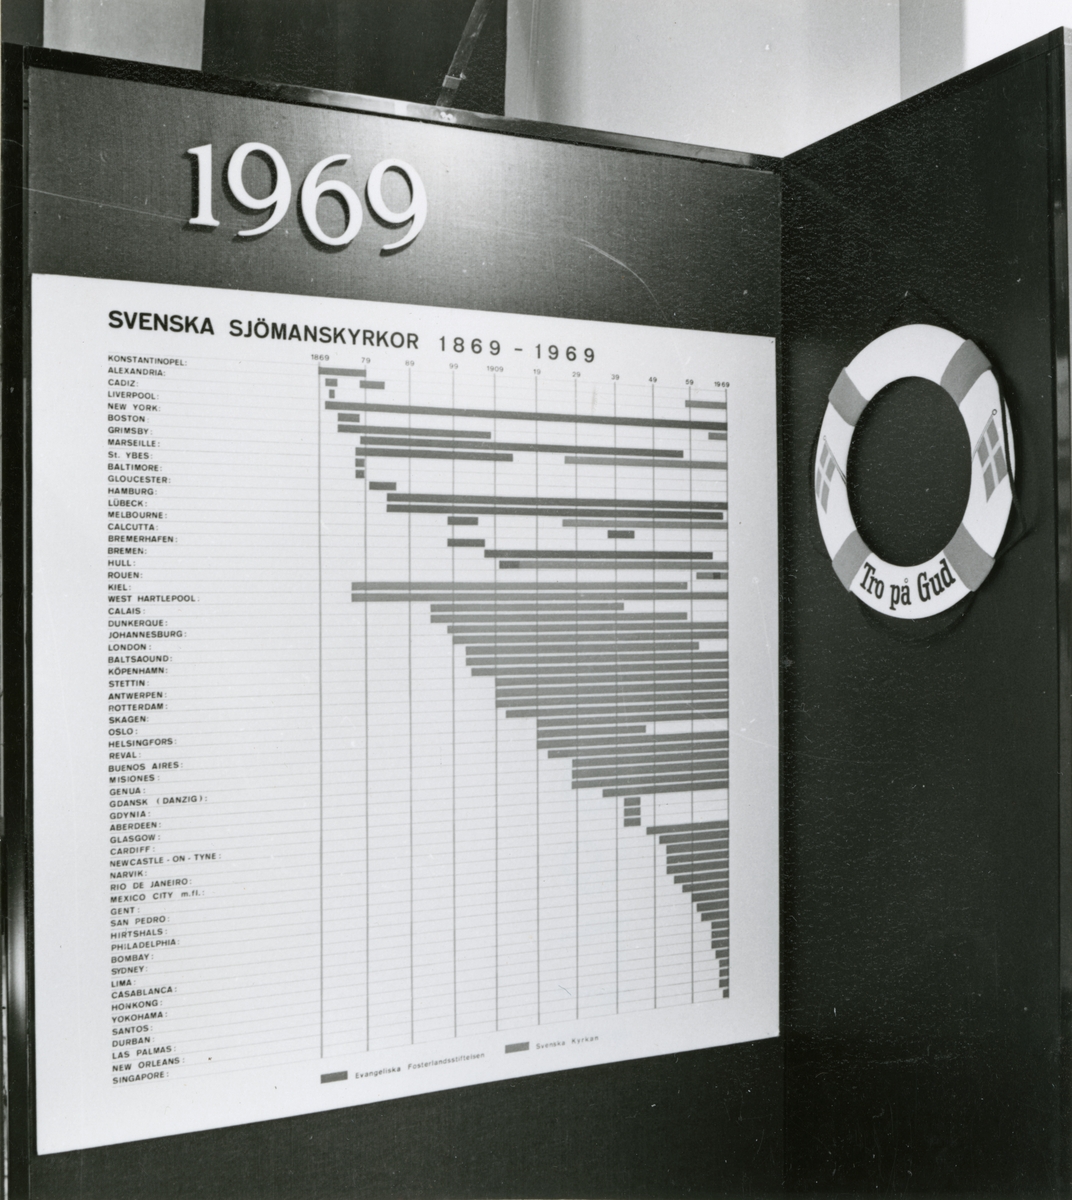 1969
SVENSKA SJÖMANSKYRKOR 1869 - 1969
1869 79 89 99 1909 19 29 39 49 59 1969
KONSTANTINOPEL:
ALEXANDRIA:
CADIZ:
LIVERPOOL:
NEW YORK:
BOSTON:
GRIMSBY:
MARSEILLE:
St. YBES:
BALTIMORE:
GLOUCESTER:
HAMBURG:
LÜBECK:
MELBOURNE:
CALCUTTA:
BREMERHAFEN:
BREMEN:
HULL:
ROUEN:
KIEL:
WEST HARTLEPOOL:
CALAIS:
DUNKERQUE:
JOHANNESBURG:
LONDON:
BALTSAOUND:
KÖPENHAMN:
STETTIN:
ANTWERPEN:
ROTTERDAM:
SKAGEN:
OSLO:
HELSINGFORS:
REVAL:
BUENOS AIRES:
MISIONES:
GENUA:
GDANSK (DANZIG):
GDYNIA:
ABERDEEN:
GLASGOW:
CARDIFF:
NEWCASTLE-ON-TYNE:
NARVIK:
RIO DE JANEIRO:
MEXICO CITY m.fl.:
GENT:
SAN PEDRO:
HIRTSHALS:
PHILADELPHIA:
BOMBAY:
SYDNEY:
LIMA:
CASABLANCA:
HONKONG:
YOKOHAMA:
SANTOS:
DURBAN:
LAS PALMAS:
NEW ORLEANS:
SINGAPORE:
Evangeliska Fosterlandsstiftelsen Svenska Kyrkan
Tro på Gud